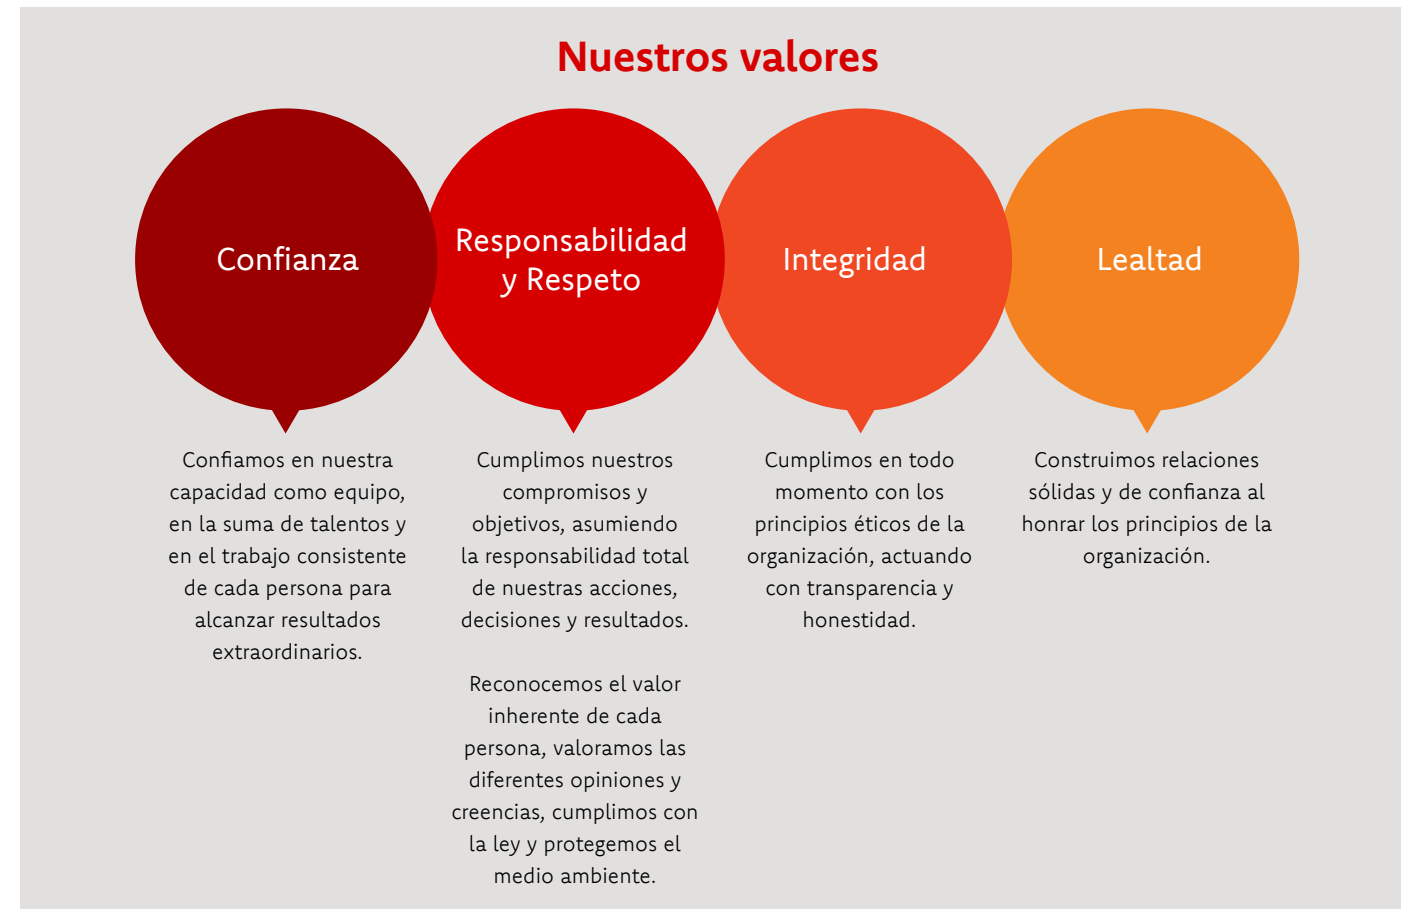 Nuestros valores
Confianza
Responsabilidad
y Respeto
Integridad
Lealtad
Confiamos en nuestra
capacidad como equipo,
en la suma de talentos y
en el trabajo consistente
de cada persona para
alcanzar resultados
extraordinarios.
Cumplimos nuestros
compromisos y
objetivos, asumiendo
la responsabilidad total
de nuestras acciones,
decisiones y resultados.
Reconocemos el valor
inherente de cada
persona, valoramos las
diferentes opiniones y
creencias, cumplimos con
la ley y protegemos el
medio ambiente.
Cumplimos en todo
momento con los
principios éticos de la
organización, actuando
con transparencia y
honestidad.
Construimos relaciones
sólidas y de confianza al
honrar los principios de la
organización.